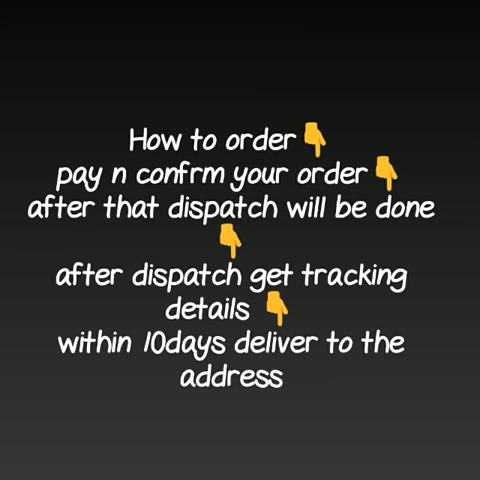 How to order👇
pay n confrm your order👇
after that dispatch will be done
👇
after dispatch get tracking
details 👇
within 10days deliver to the
address